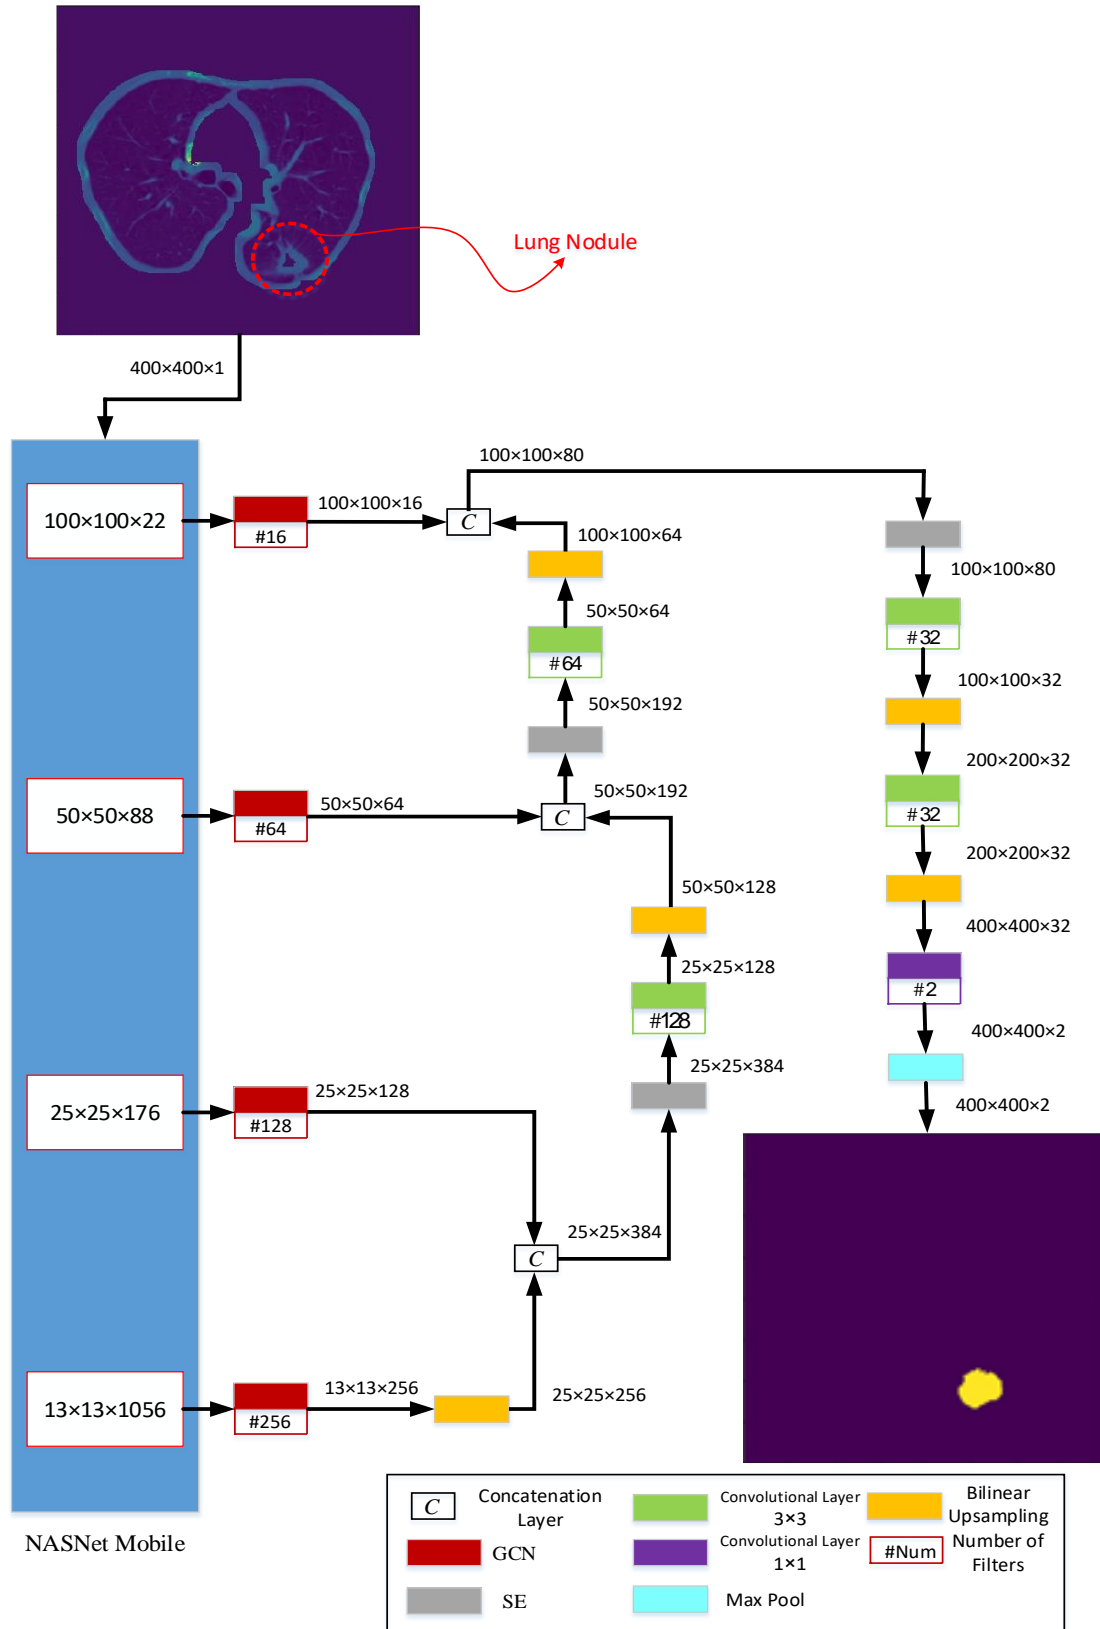 Lung Nodule
400×400×1
100×100×80
100×100×22
#16
100×100×16
C
100×100×64
50×50×64
#64
50×50×192
50×50×192
50×50×88
#64
50×50×64
C
50×50×128
25×25×128
#128
25×25×384
25×25×176
#128
25×25×128
C
25×25×384
13×13×1056
#256
13×13×256
25×25×256
100×100×80
#32
100×100×32
200×200×32
#32
200×200×32
400×400×32
#2
400×400×2
400×400×2
NASNet Mobile
C
Concatenation
Layer
GCN
SE
Convolutional Layer
3×3
Convolutional Layer
1×1
Max Pool
Bilinear
Upsampling
#Num
Number of
Filters